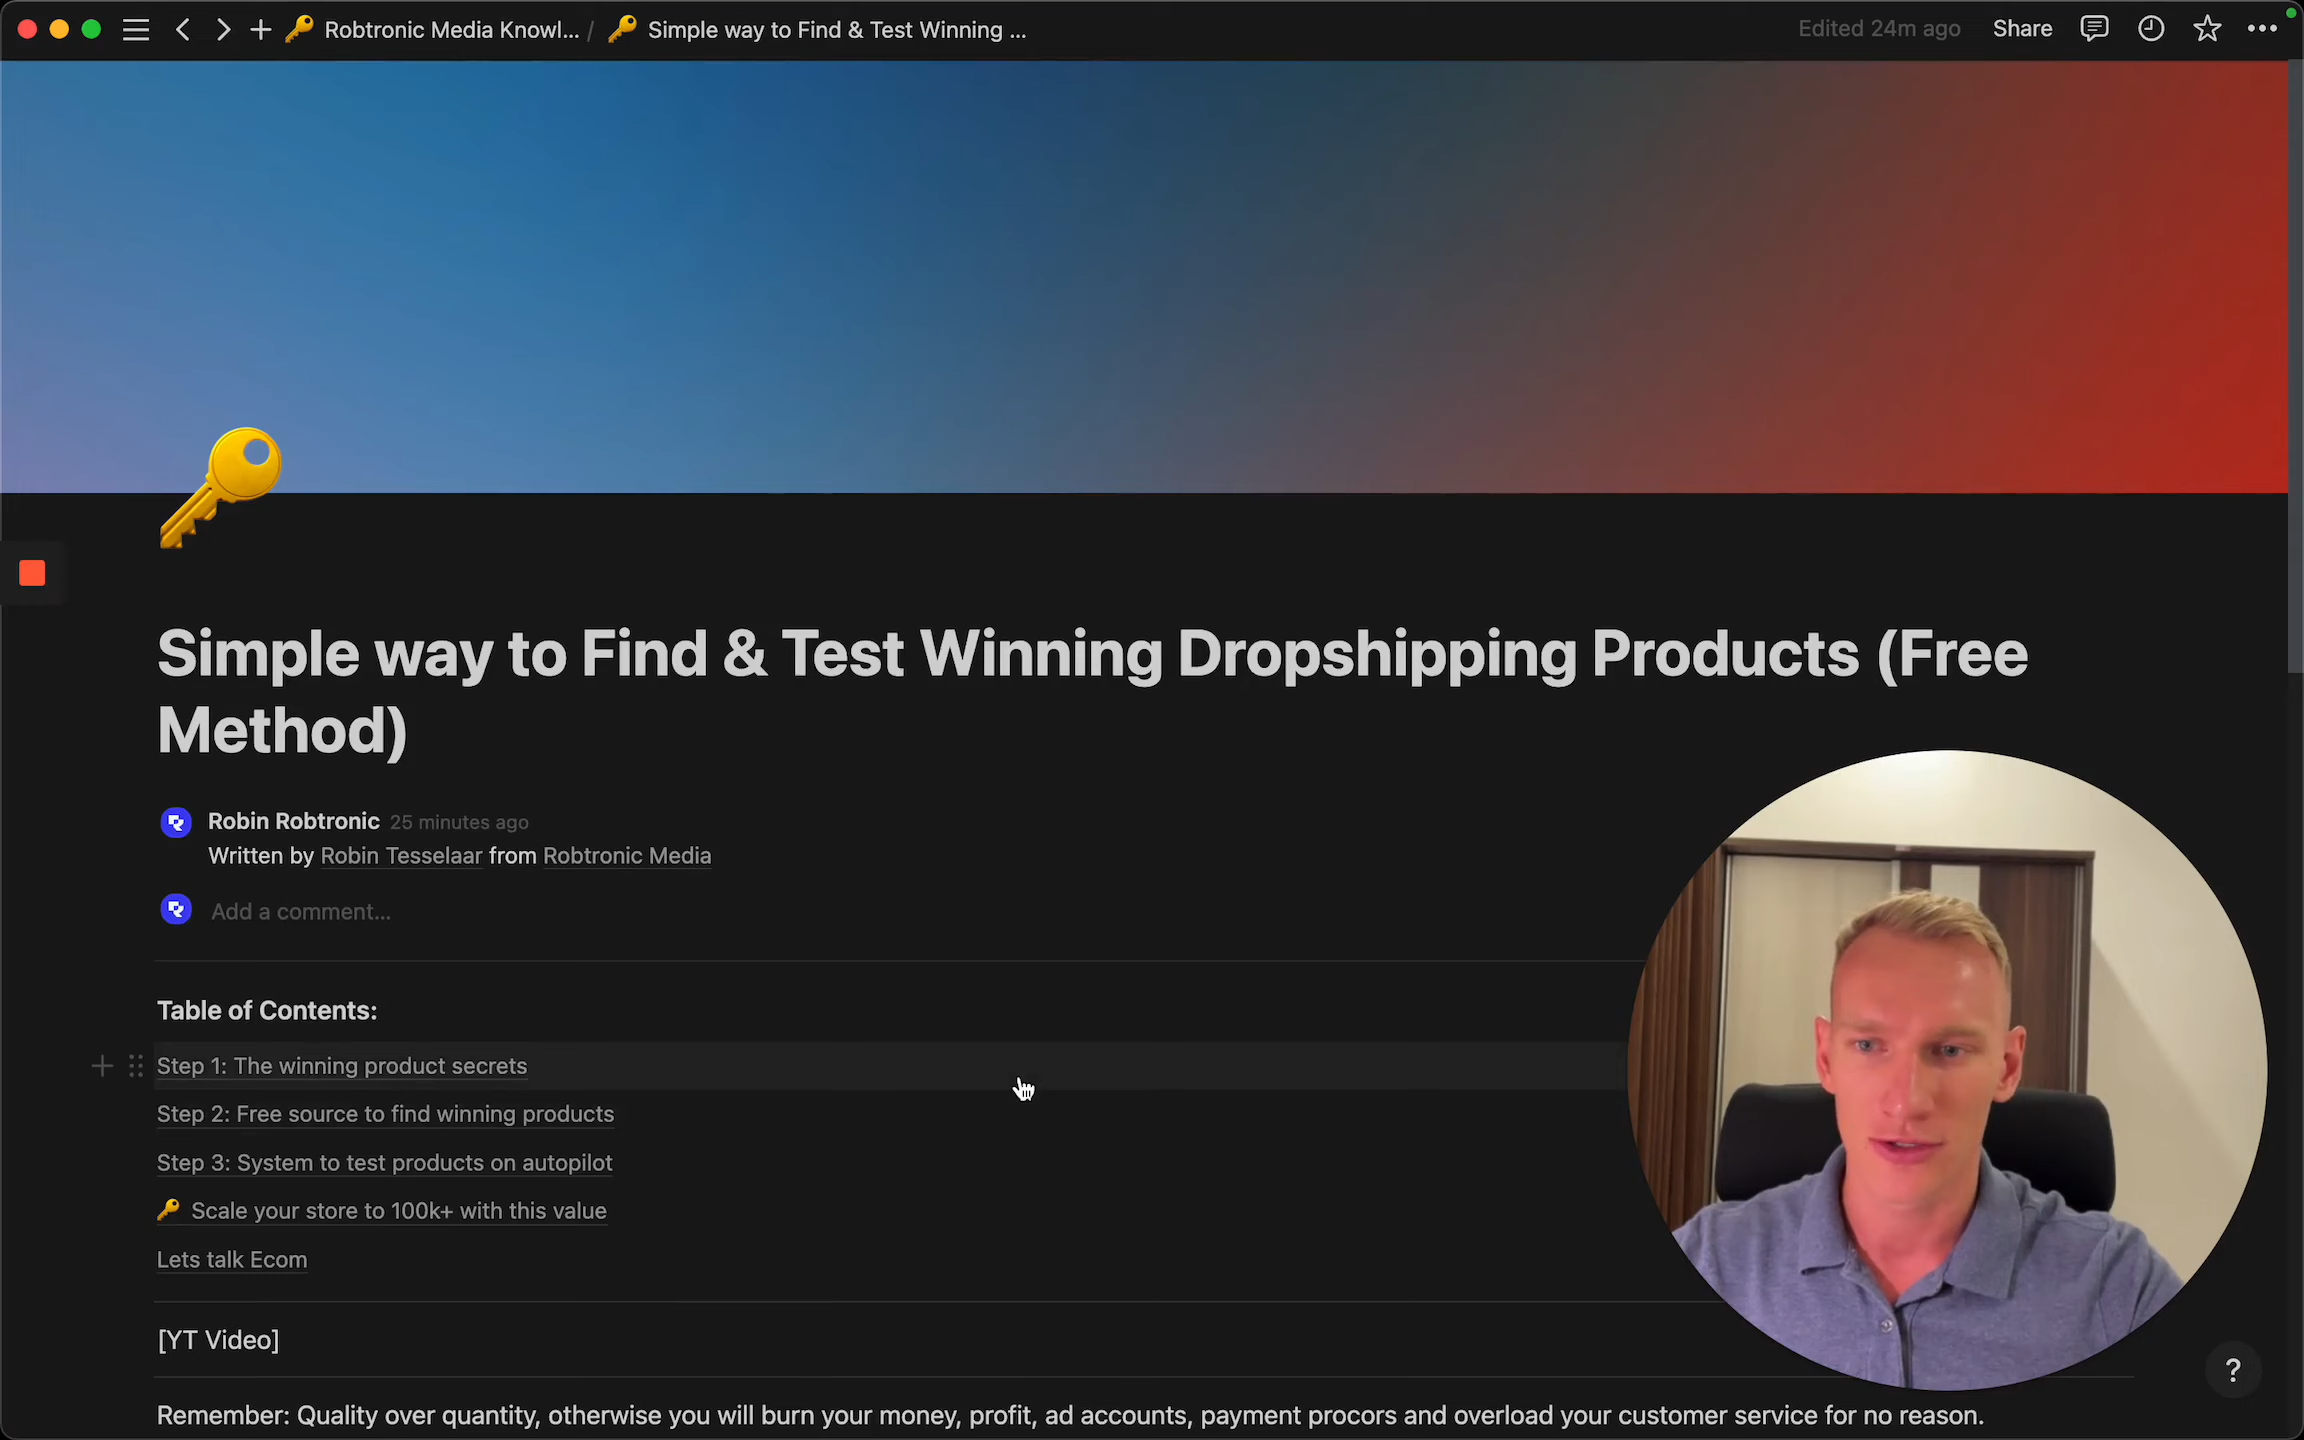 Robtronic Media Knowl... / Simple way to Find & Test Winning ...
Edited 24m ago Share
Simple way to Find & Test Winning Dropshipping Products (Free
Method)
Robin Robtronic 25 minutes ago
Written by Robin Tesselaar from Robtronic Media
Add a comment...
Table of Contents:
Step 1: The winning product secrets
Step 2: Free source to find winning products
Step 3: System to test products on autopilot
Scale your store to 100k+ with this value
Lets talk Ecom
[YT Video]
?
Remember: Quality over quantity, otherwise you will burn your money, profit, ad accounts, payment procors and overload your customer service for no reason.